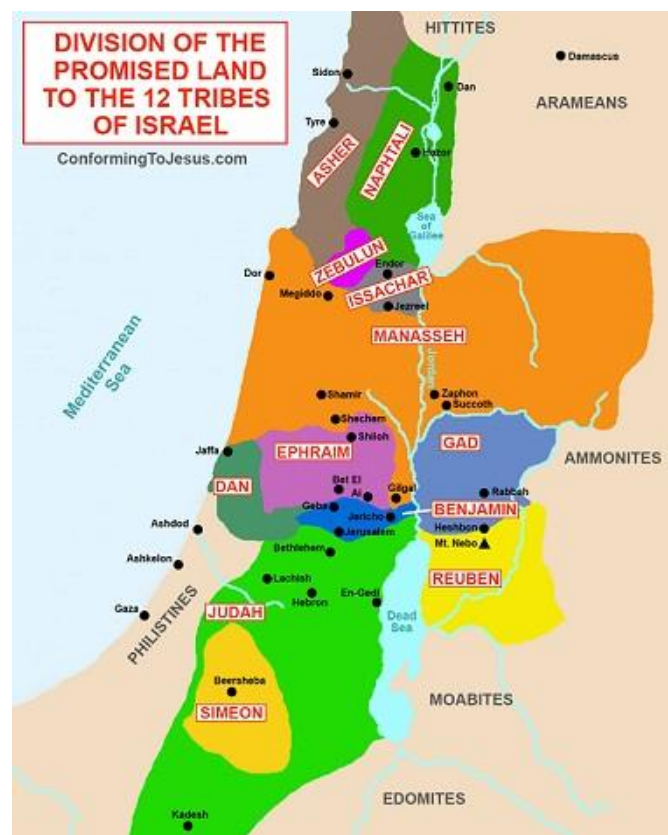 DIVISION OF THE
PROMISED LAND
TO THE 12 TRIBES
OF ISRAEL
ConformingToJesus.com
HITTITES
Damascus
ARAMEANS
Sidon
Dan
Tyre
ASHER
NAPHTALI
Hazor
Sea of
Galilee
ZEBULUN
Endor
Dor
ISSACHAR
Megiddo
Jezreel
MANASSEH
Mediterranean
Sea
Jordan
Shamir
Zaphon
Succoth
Shechem
Shiloh
EPHRAIM
GAD
Jaffa
AMMONITES
DAN
Bet El
Ai
Gilgal
Rabbah
Geba
BENJAMIN
Jericho
Ashdod
Jerusalem
Heshbon
Mt. Nebo
Bethlehem
Ashkelon
REUBEN
Lachish
Hebron
En-Gedi
Gaza
PHILISTINES
JUDAH
Dead
Sea
Beersheba
SIMEON
MOABITES
EDOMITES
Kadesh